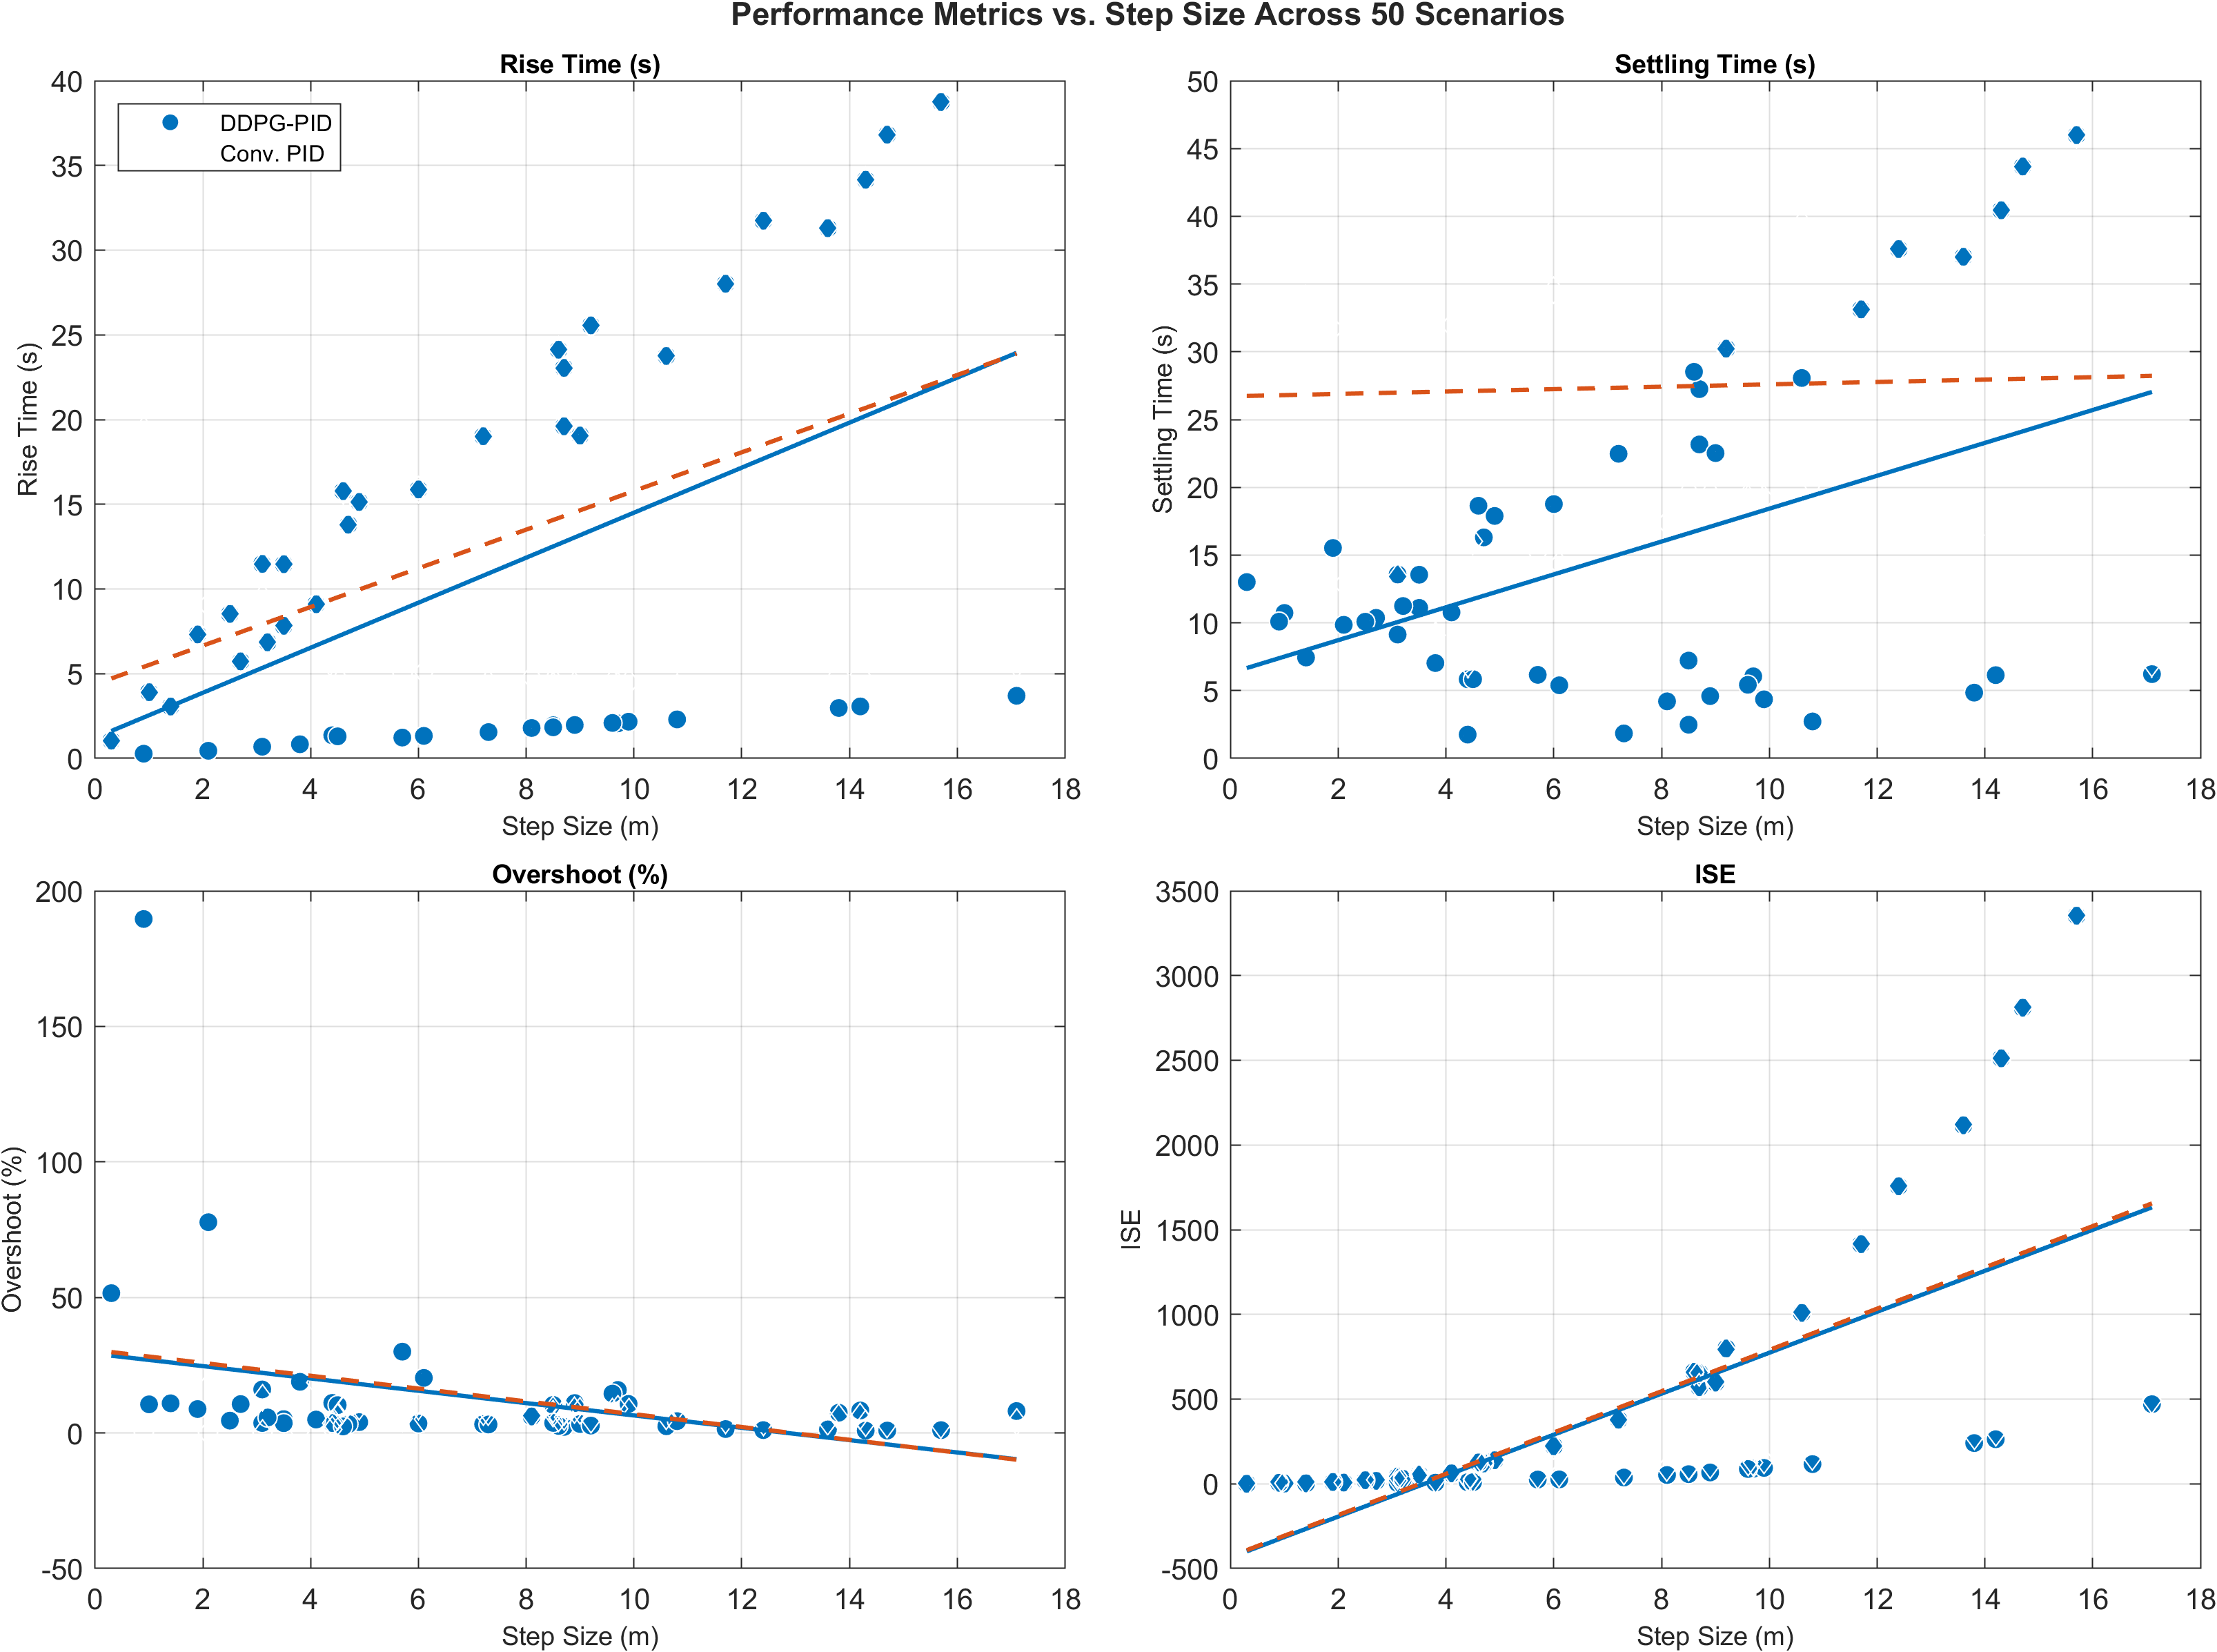 Performance Metrics vs. Step Size Across 50 Scenarios
Rise Time (s)
40
35
30
25
20
15
10
5
0
Rise Time (s)
DDPG-PID
Conv. PID
0 2 4 6 8 10 12 14 16 18
Step Size (m)
Settling Time (s)
50
45
40
35
30
25
20
15
10
5
0
Settling Time (s)
0 2 4 6 8 10 12 14 16 18
Step Size (m)
Overshoot (%)
200
150
100
50
0
-50
Overshoot (%)
0 2 4 6 8 10 12 14 16 18
Step Size (m)
ISE
3500
3000
2500
2000
1500
1000
500
0
-500
ISE
0 2 4 6 8 10 12 14 16 18
Step Size (m)